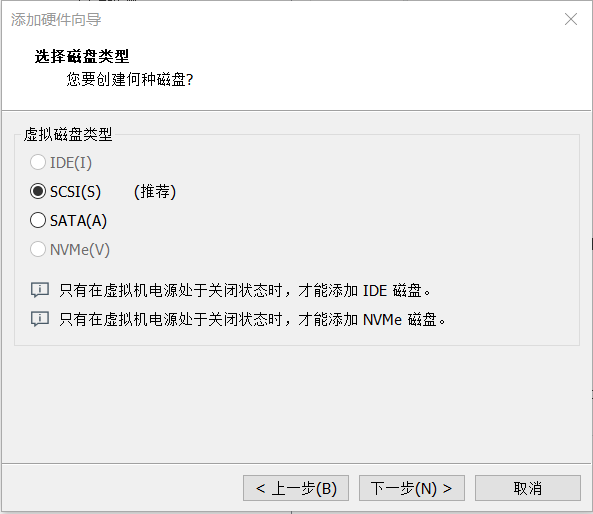 添加硬件向导
选择磁盘类型
您要创建何种磁盘?
虚拟磁盘类型
IDE(I)
SCSI(S) (推荐)
SATA(A)
NVMe(V)
只有在虚拟机电源处于关闭状态时，才能添加 IDE 磁盘。
只有在虚拟机电源处于关闭状态时，才能添加 NVMe 磁盘。
< 上一步(B) 下一步(N) > 取消